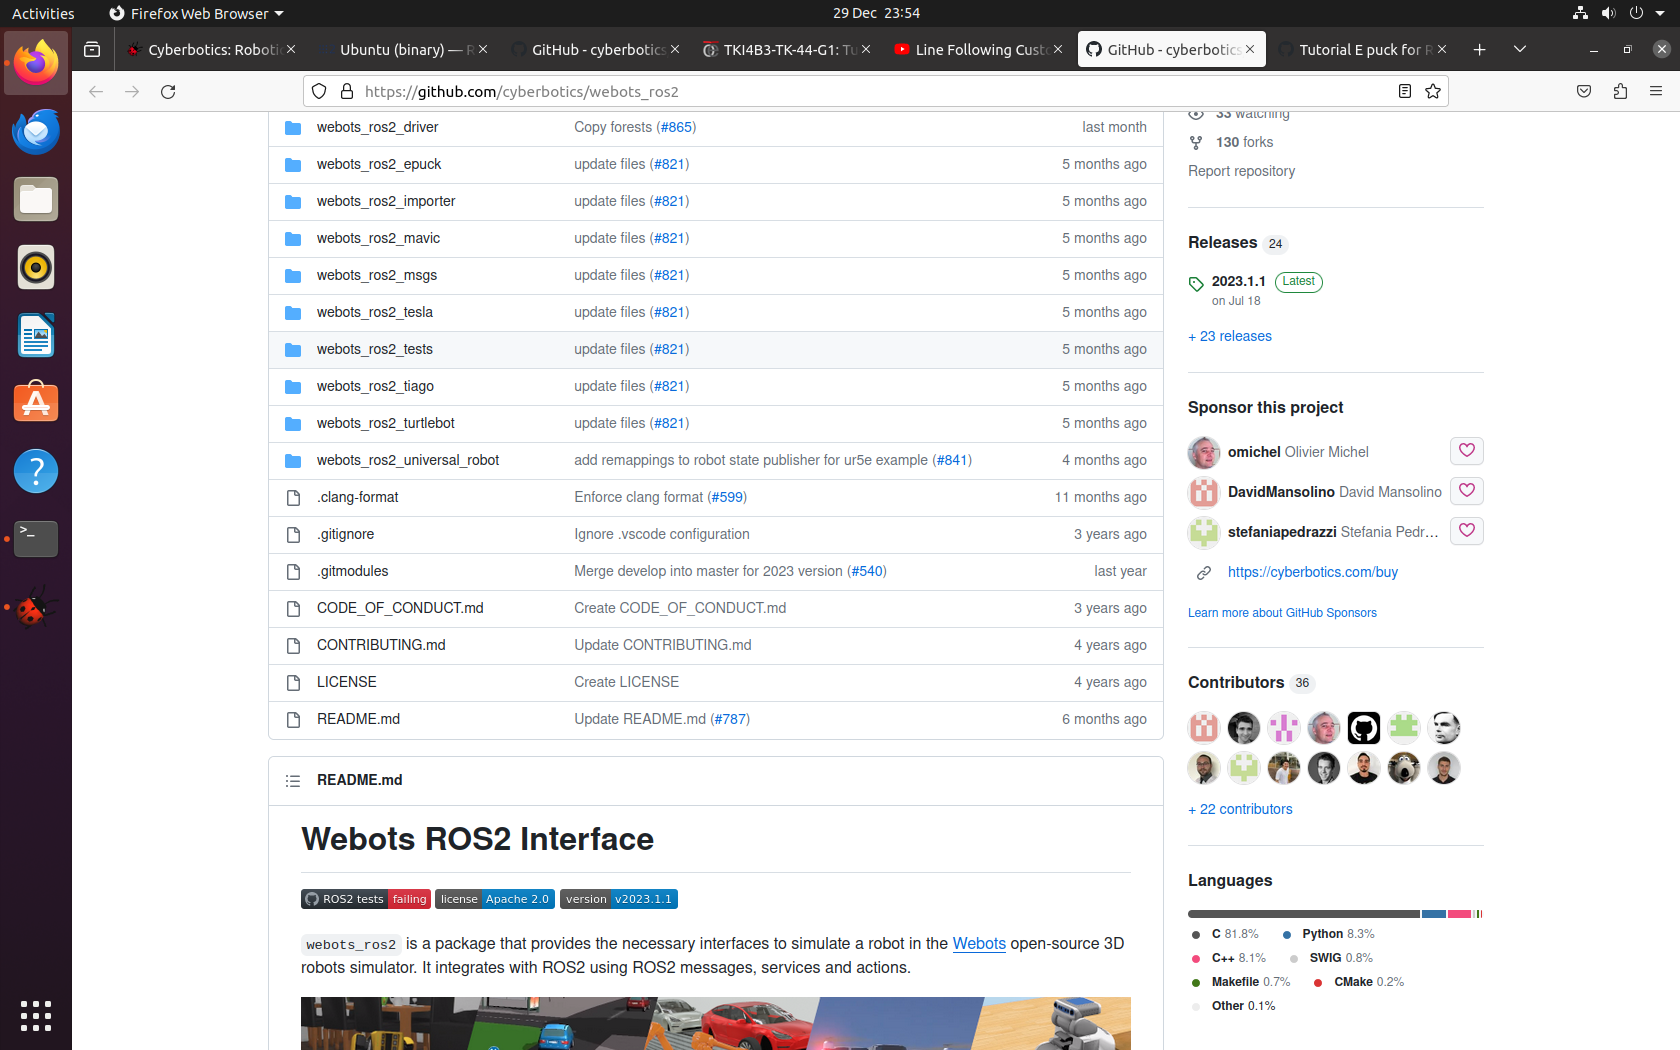 Activities
Firefox Web Browser
29 Dec 23:54
Cyberbotics: Robotic
Ubuntu (binary) — R
GitHub - cyberbotics
TKI4B3-TK-44-G1: Tu
Line Following Custo
GitHub - cyberbotics
Tutorial E puck for R
https://github.com/cyberbotics/webots_ros2
webots_ros2_driver Copy forests (#865) last month
webots_ros2_epuck update files (#821) 5 months ago
webots_ros2_importer update files (#821) 5 months ago
webots_ros2_mavic update files (#821) 5 months ago
webots_ros2_msgs update files (#821) 5 months ago
webots_ros2_tesla update files (#821) 5 months ago
webots_ros2_tests update files (#821) 5 months ago
webots_ros2_tiago update files (#821) 5 months ago
webots_ros2_turtlebot update files (#821) 5 months ago
webots_ros2_universal_robot add remappings to robot state publisher for ur5e example (#841) 4 months ago
.clang-format Enforce clang format (#599) 11 months ago
.gitignore Ignore .vscode configuration 3 years ago
.gitmodules Merge develop into master for 2023 version (#540) last year
CODE_OF_CONDUCT.md Create CODE_OF_CONDUCT.md 3 years ago
CONTRIBUTING.md Update CONTRIBUTING.md 4 years ago
LICENSE Create LICENSE 4 years ago
README.md Update README.md (#787) 6 months ago
README.md
Webots ROS2 Interface
ROS2 tests failing license Apache 2.0 version v2023.1.1
webots_ros2 is a package that provides the necessary interfaces to simulate a robot in the Webots open-source 3D
robots simulator. It integrates with ROS2 using ROS2 messages, services and actions.
33 watching
130 forks
Report repository
Releases 24
2023.1.1 Latest
on Jul 18
+ 23 releases
Sponsor this project
omichel Olivier Michel
DavidMansolino David Mansolino
stefaniapedrazzi Stefania Pedr...
https://cyberbotics.com/buy
Learn more about GitHub Sponsors
Contributors 36
+ 22 contributors
Languages
C 81.8% Python 8.3%
C++ 8.1% SWIG 0.8%
Makefile 0.7% CMake 0.2%
Other 0.1%